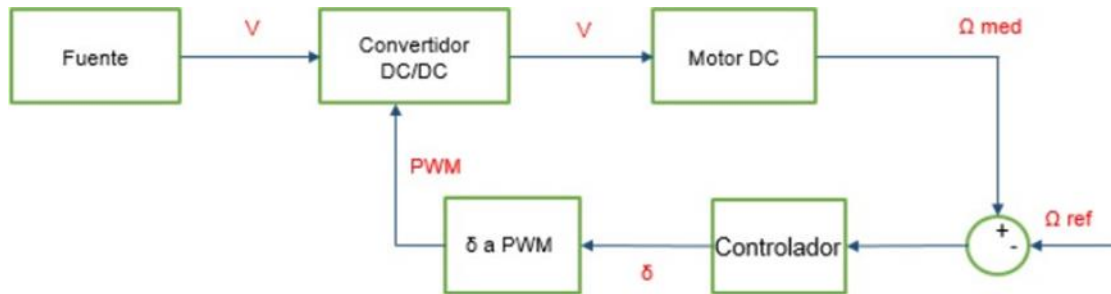 V
V
Ω med
Fuente
Convertidor
DC/DC
Motor DC
PWM
Ω ref
+
-
δ a PWM
Controlador
δ